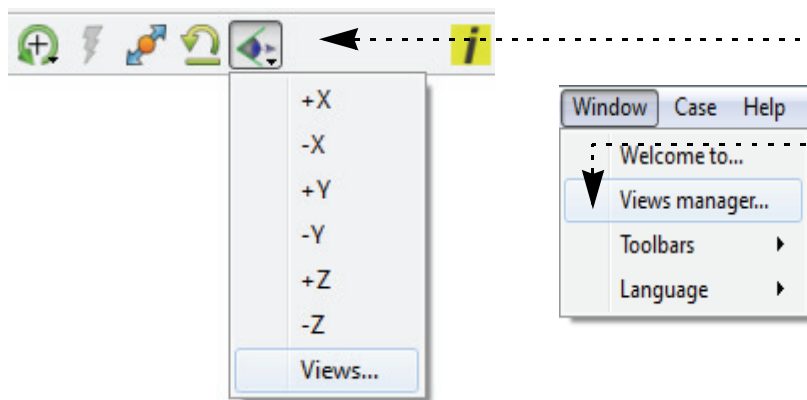 i
+X
-X
+Y
-Y
+Z
-Z
Views...
Window Case Help
Welcome to...
Views manager...
Toolbars
Language